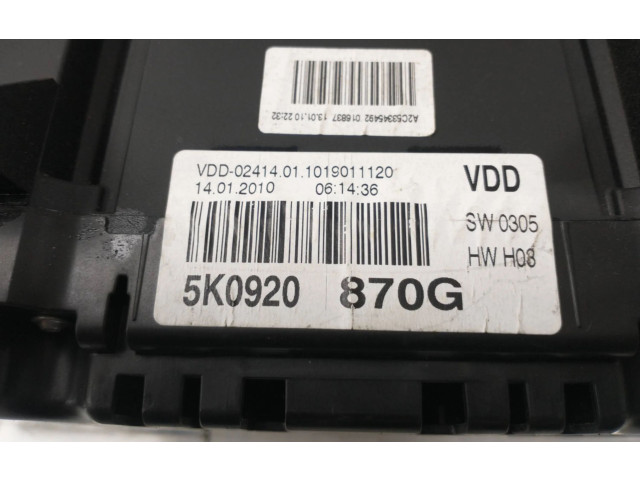 A2C53345492 016837 13.01.10 22:32
VDD-02414.01.1019011120
14.01.2010 06:14:36
VDD
SW 0305
HW H08
5K0920 870G